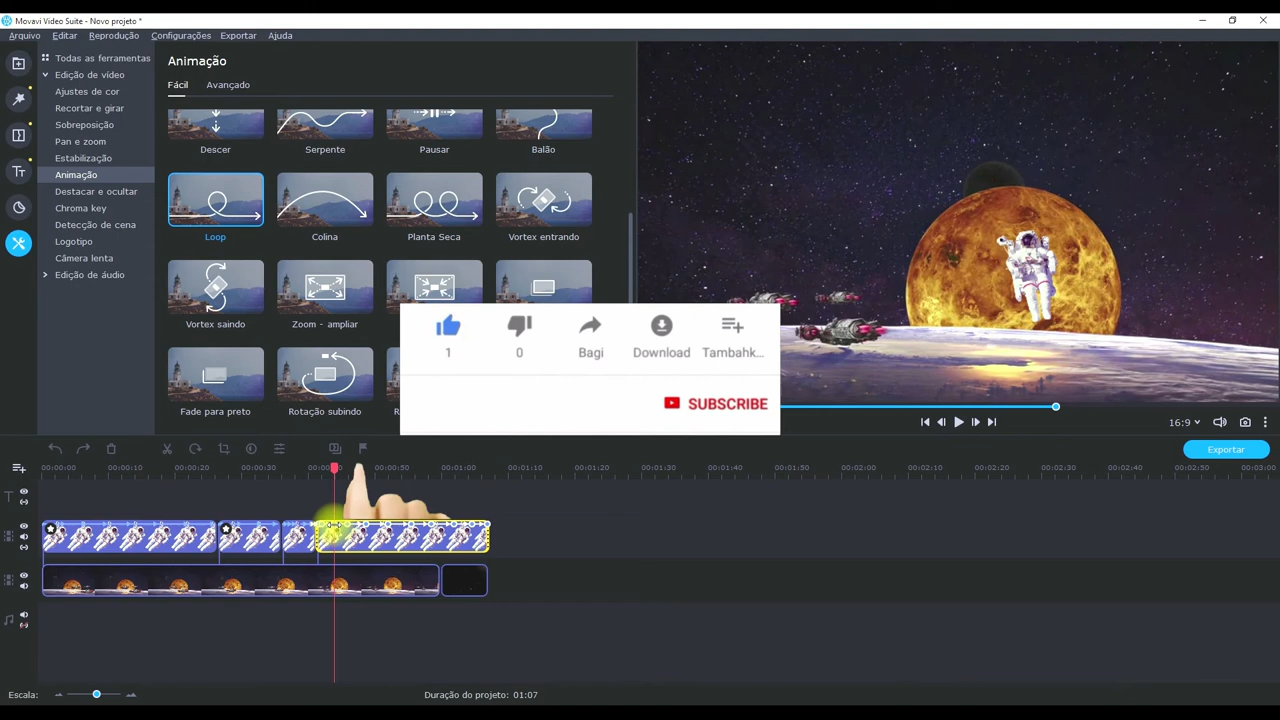 Movavi Video Suite - Novo projeto *
Arquivo Editar Reprodução Configurações Exportar Ajuda
Todas as ferramentas
Edição de vídeo
Ajustes de cor
Recortar e girar
Sobreposição
Pan e zoom
Estabilização
Animação
Destacar e ocultar
Chroma key
Detecção de cena
Logotipo
Câmera lenta
Edição de áudio
Animação
Fácil Avançado
Descer Serpente Pausar Balão
Loop Colina Planta Seca Vortex entrando
Vortex saindo Zoom - ampliar
Fade para preto Rotação subindo
1 0 Bagi Download Tambahk...
SUBSCRIBE
16:9
Exportar
00:00:00 00:00:10 00:00:20 00:00:30 00:00:50 00:01:00 00:01:10 00:01:20 00:01:30 00:01:40 00:01:50 00:02:00 00:02:10 00:02:20 00:02:30 00:02:40 00:02:50 00:03:00
Escala:
Duração do projeto: 01:07